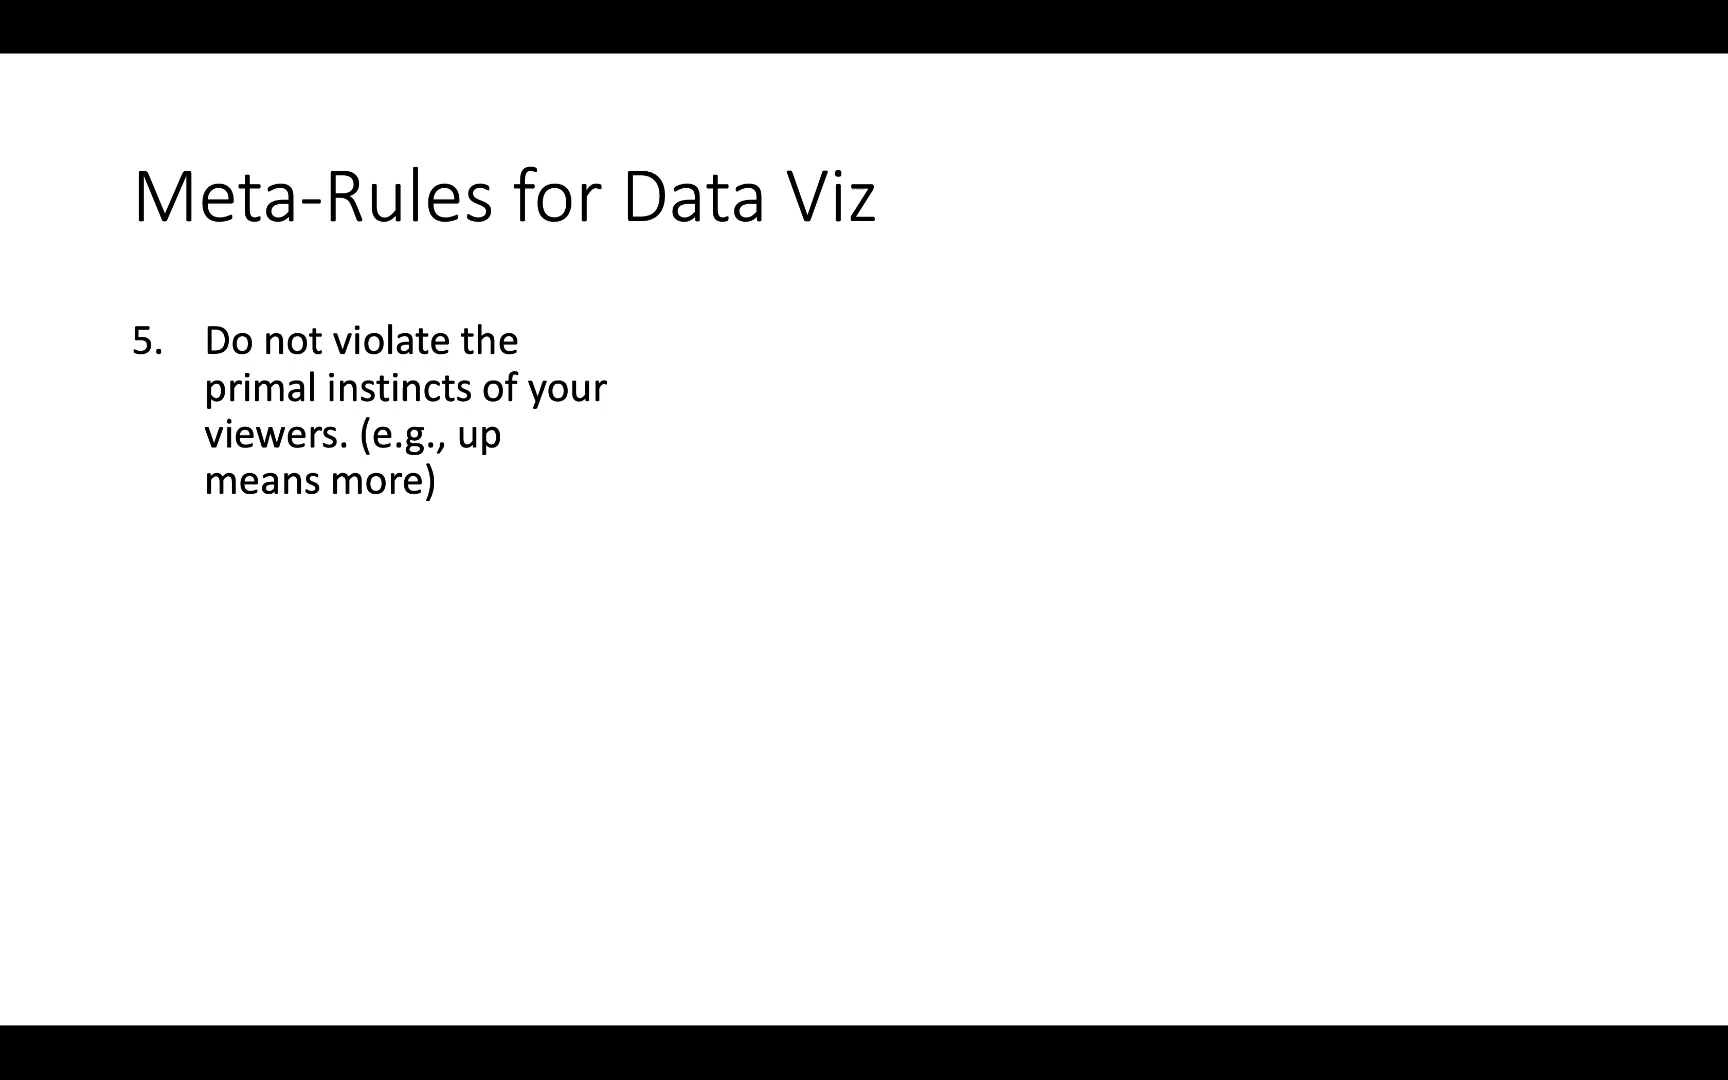 Meta-Rules for Data Viz
5. Do not violate the
primal instincts of your
viewers. (e.g., up
means more)